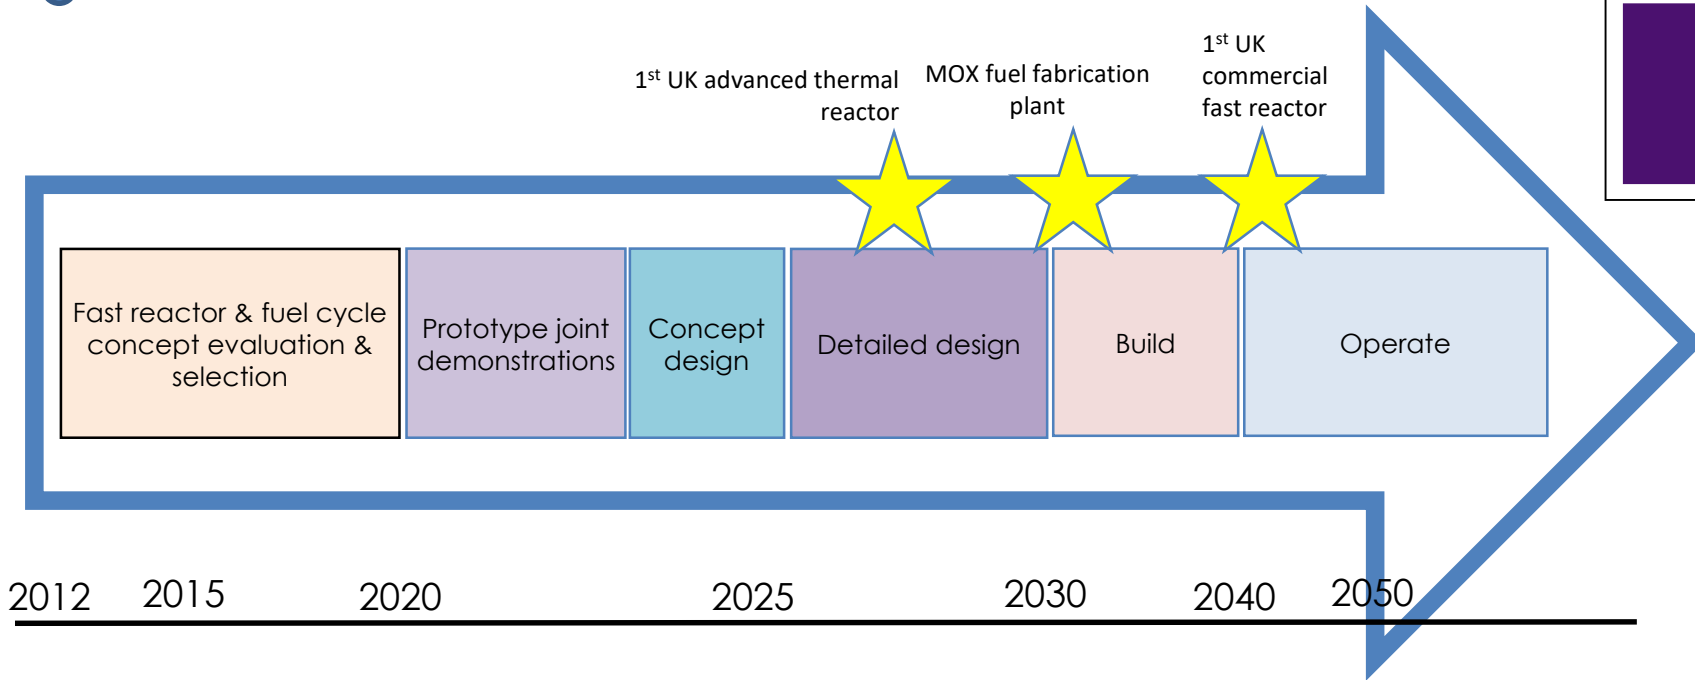 1st UK advanced thermal
reactor
MOX fuel fabrication
plant
1st UK
commercial
fast reactor
Fast reactor & fuel cycle
concept evaluation &
selection
Prototype joint
demonstrations
Concept
design
Detailed design
Build
Operate
2012 2015 2020 2025 2030 2040 2050